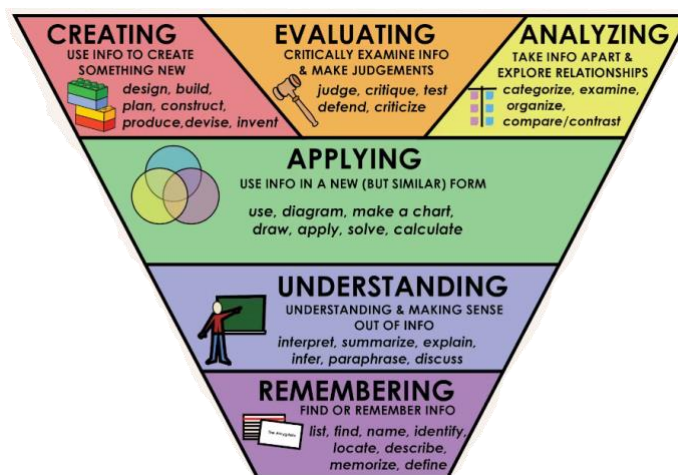 CREATING
USE INFO TO CREATE
SOMETHING NEW
design, build,
plan, construct,
produce,devise, invent
EVALUATING
CRITICALLY EXAMINE INFO
& MAKE JUDGEMENTS
judge, critique, test
defend, criticize
ANALYZING
TAKE INFO APART &
EXPLORE RELATIONSHIPS
categorize, examine,
organize,
compare/contrast
APPLYING
USE INFO IN A NEW (BUT SIMILAR) FORM
use, diagram, make a chart,
draw, apply, solve, calculate
UNDERSTANDING
UNDERSTANDING & MAKING SENSE
OUT OF INFO
interpret, summarize, explain,
infer, paraphrase, discuss
REMEMBERING
FIND OR REMEMBER INFO
list, find, name, identify,
locate, describe,
memorize, define